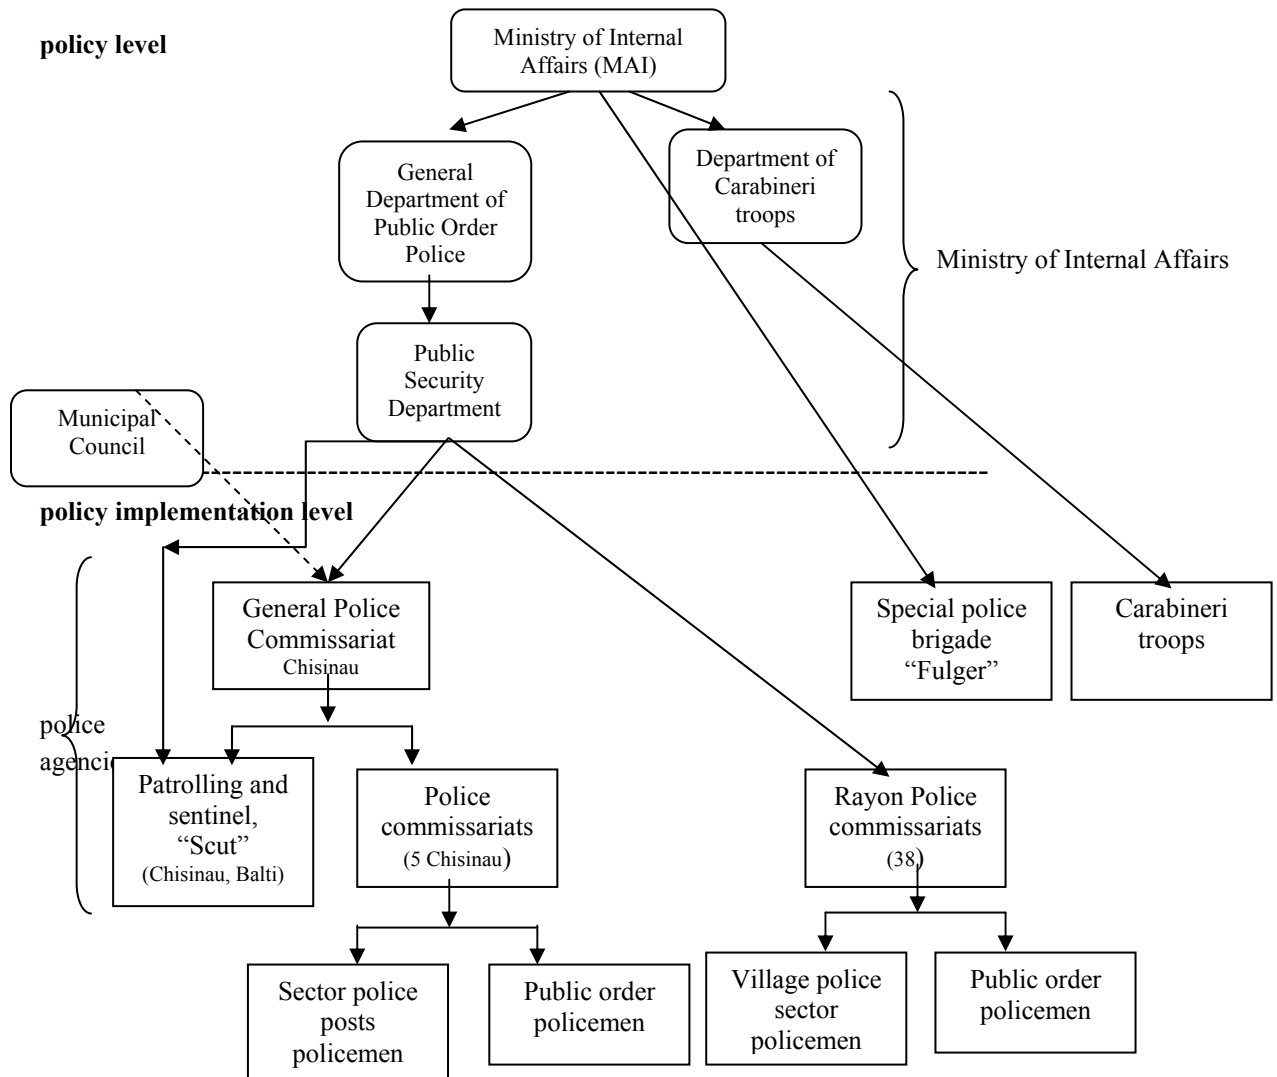 policy level
Ministry of Internal
Affairs (MAI)
General
Department of
Public Order
Police
Department of
Carabineri
troops
Ministry of Internal Affairs
Public
Security
Department
Municipal
Council
policy implementation level
General Police
Commissariat
Chisinau
Special police
brigade
“Fulger”
Carabineri
troops
police
Patrolling and
sentinel,
“Scut”
(Chisinau, Balti)
Police
commissariats
(5 Chisinau)
Rayon Police
commissariats
(38)
Sector police
posts
policemen
Public order
policemen
Village police
sector
policemen
Public order
policemen